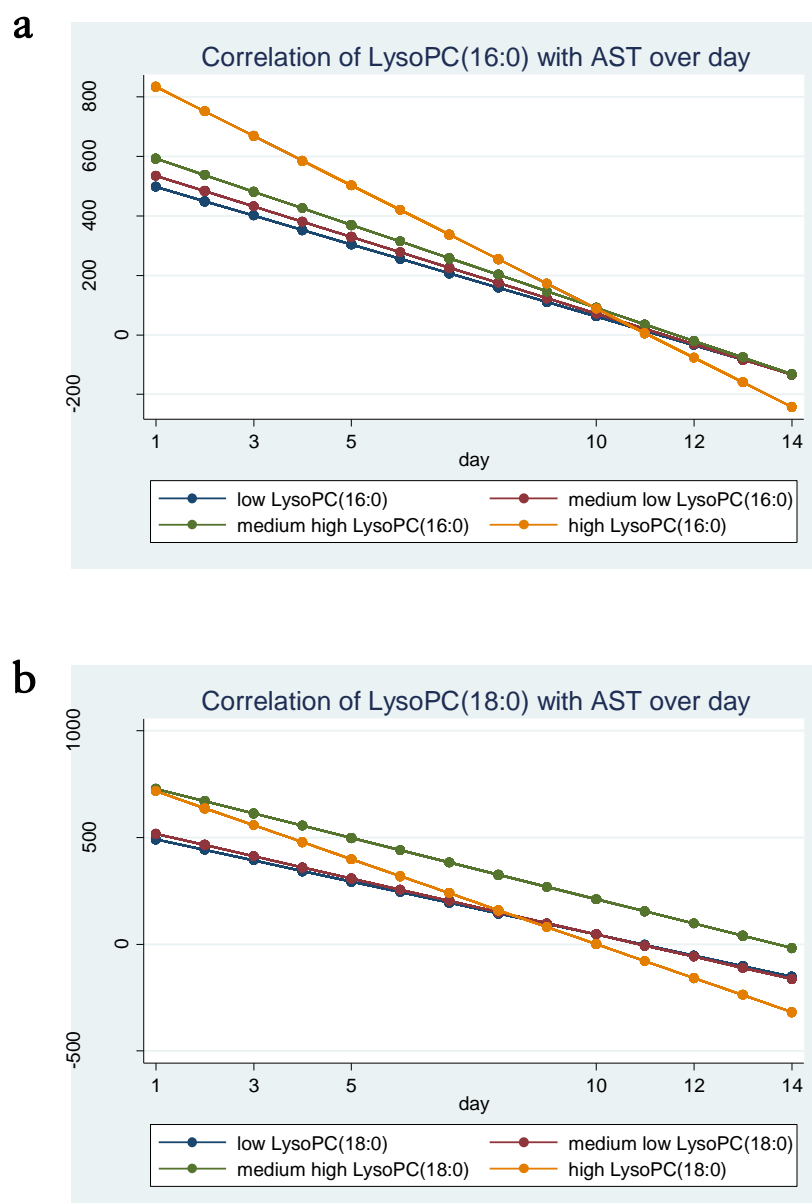 a
Correlation of LysoPC(16:0) with AST over day
800
600
400
200
0
-200
1 3 5 10 12 14
day
low LysoPC(16:0) medium low LysoPC(16:0)
medium high LysoPC(16:0) high LysoPC(16:0)
b
Correlation of LysoPC(18:0) with AST over day
1000
500
0
-500
1 3 5 10 12 14
day
low LysoPC(18:0) medium low LysoPC(18:0)
medium high LysoPC(18:0) high LysoPC(18:0)